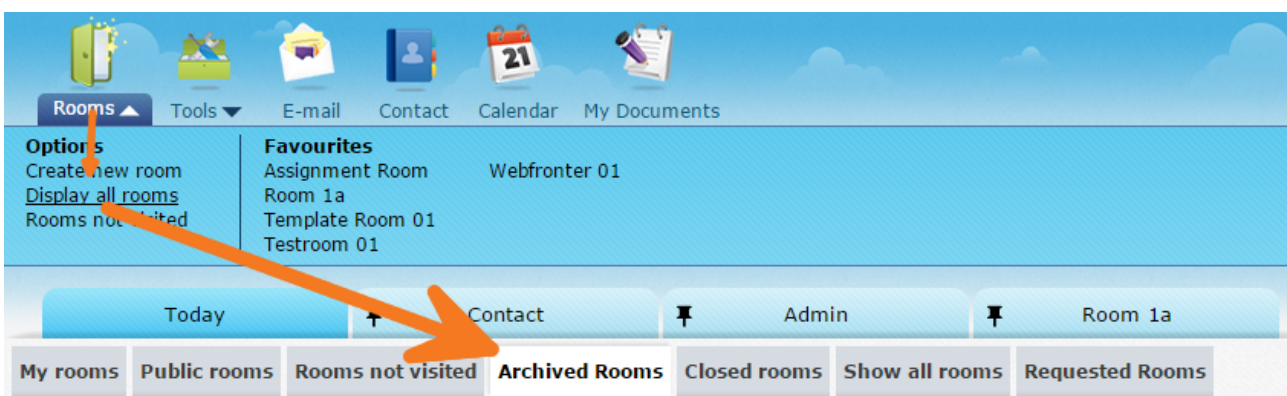 21
Rooms Tools E-mail Contact Calendar My Documents
Options Favourites
Create new room Assignment Room Webfronter 01
Display all rooms Room 1a
Rooms not visited Template Room 01
Testroom 01
Today Contact Admin Room 1a
My rooms Public rooms Rooms not visited Archived Rooms Closed rooms Show all rooms Requested Rooms